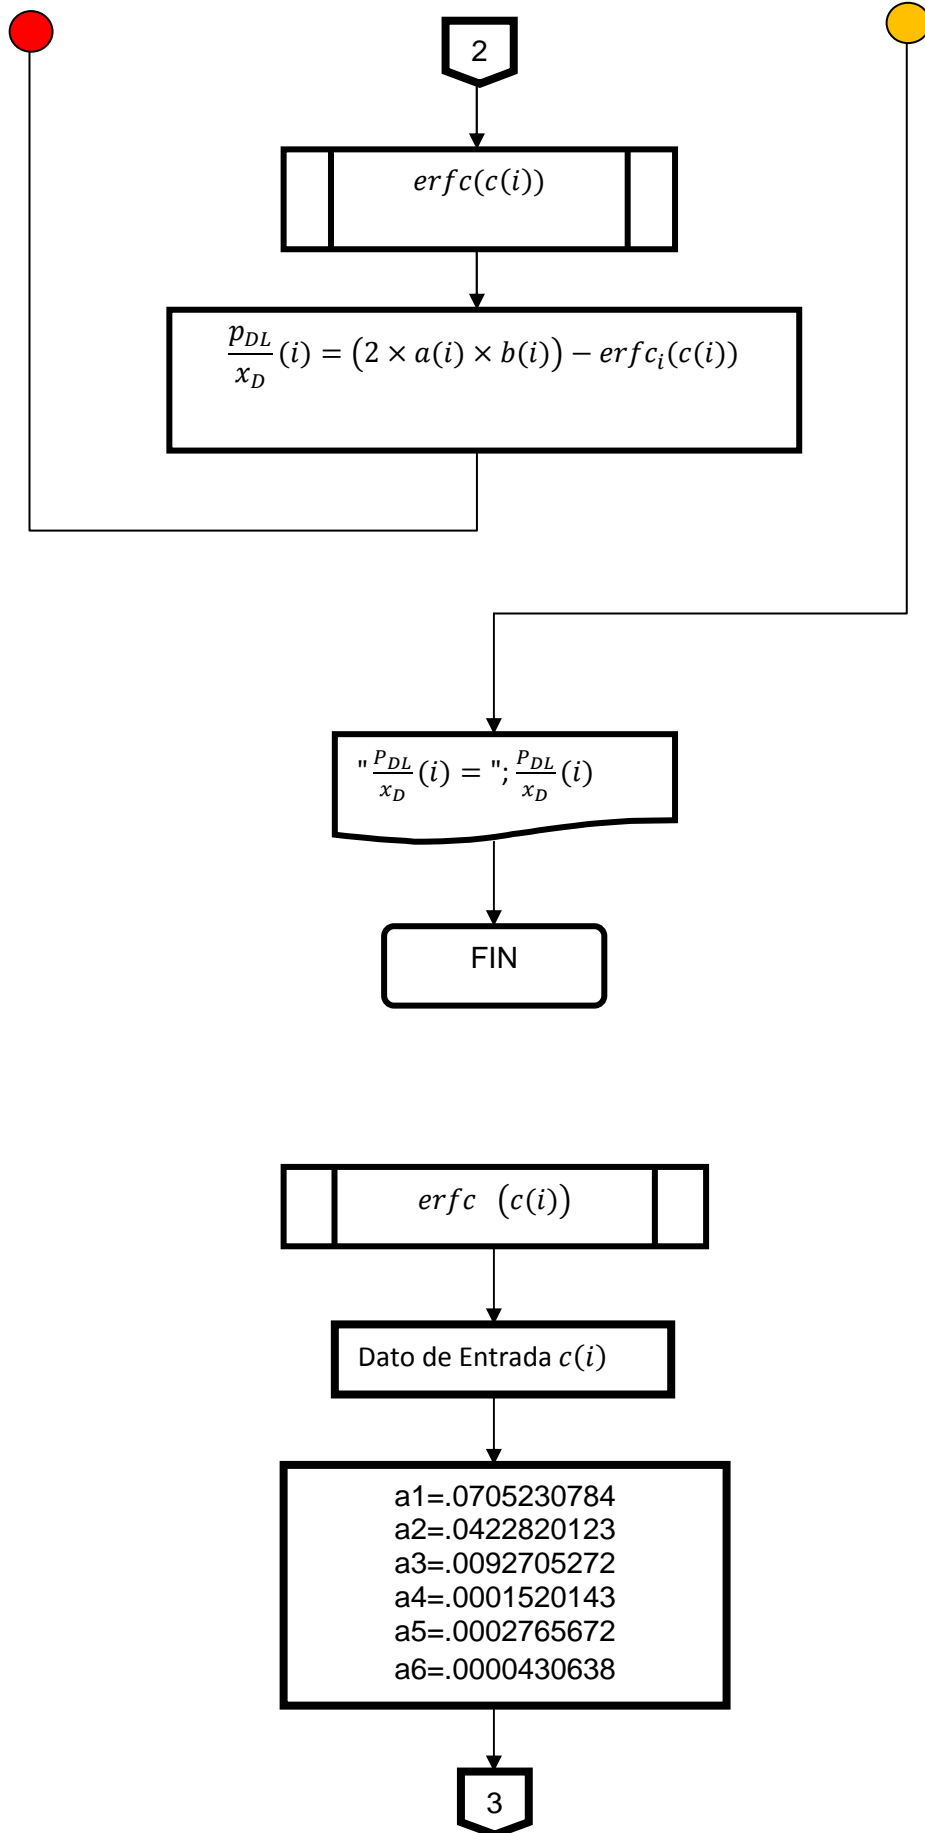 2
erfc(c(i))
p_DL/x_D (i) = (2 × a(i) × b(i)) − erfc_i(c(i))
"P_DL/x_D (i) = "; P_DL/x_D (i)
FIN
erfc (c(i))
Dato de Entrada c(i)
a1=.0705230784
a2=.0422820123
a3=.0092705272
a4=.0001520143
a5=.0002765672
a6=.0000430638
3